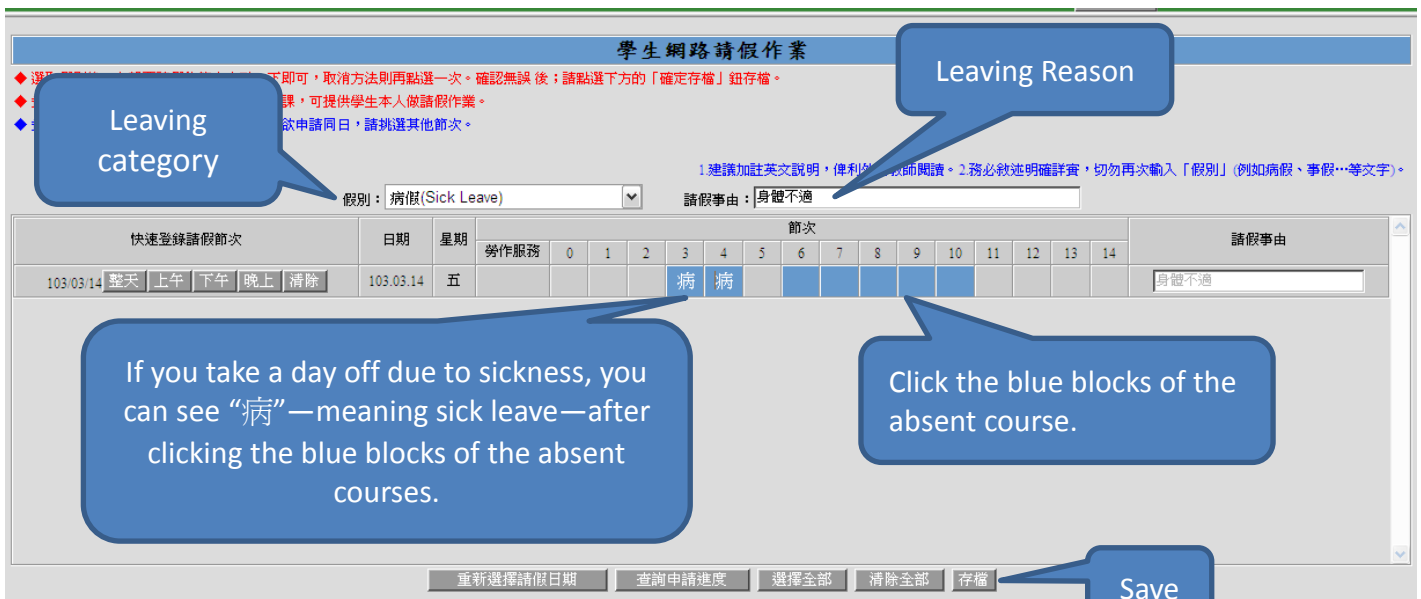 學生網路請假作業
下即可,取消方法則再點選一次。確認無誤後;請點選下方的「確定存檔」鈕存檔。
課,可提供學生本人做請假作業。
欲申請同日,請挑選其他節次。
Leaving
category
Leaving Reason
1.建議加註英文說明,俾利外 教師閱讀。2.務必敘述明確詳實,切勿再次輸入「假別」(例如病假、事假…等文字)。
假別:病假(Sick Leave) 請假事由:身體不適
快速登錄請假節次 日期 星期 節次 請假事由
勞作服務 0 1 2 3 4 5 6 7 8 9 10 11 12 13 14
103/03/14 整天 上午 下午 晚上 清除 103.03.14 五 病 病 身體不適
If you take a day off due to sickness, you
can see “病”—meaning sick leave—after
clicking the blue blocks of the absent
courses.
Click the blue blocks of the
absent course.
重新選擇請假日期 查詢申請進度 選擇全部 清除全部 存檔
Save